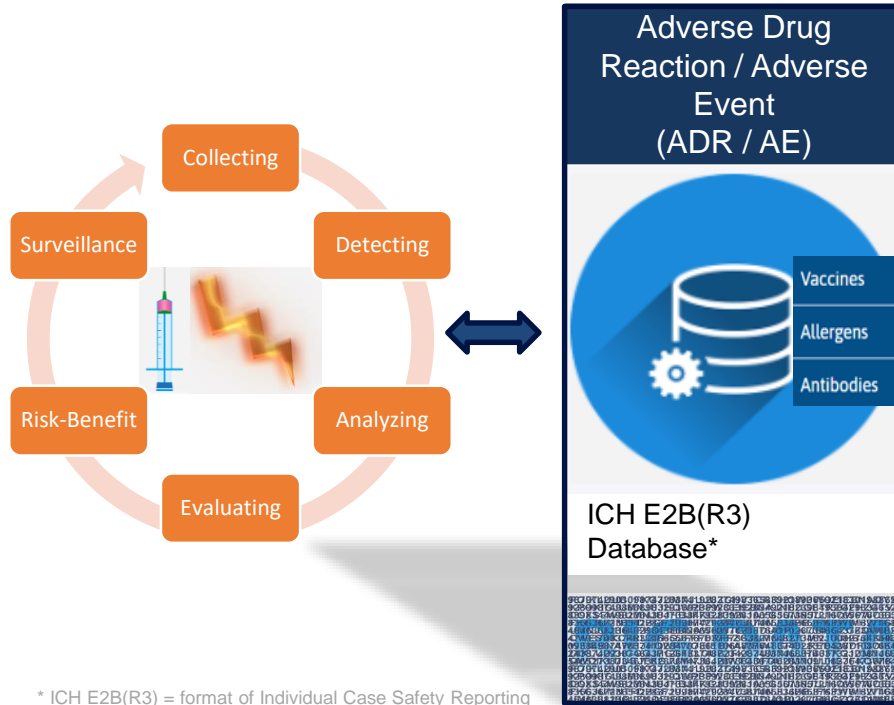 Adverse Drug
Reaction / Adverse
Event
(ADR / AE)
Collecting
Detecting
Analyzing
Evaluating
Risk-Benefit
Surveillance
Vaccines
Allergens
Antibodies
ICH E2B(R3)
Database*
* ICH E2B(R3) = format of Individual Case Safety Reporting